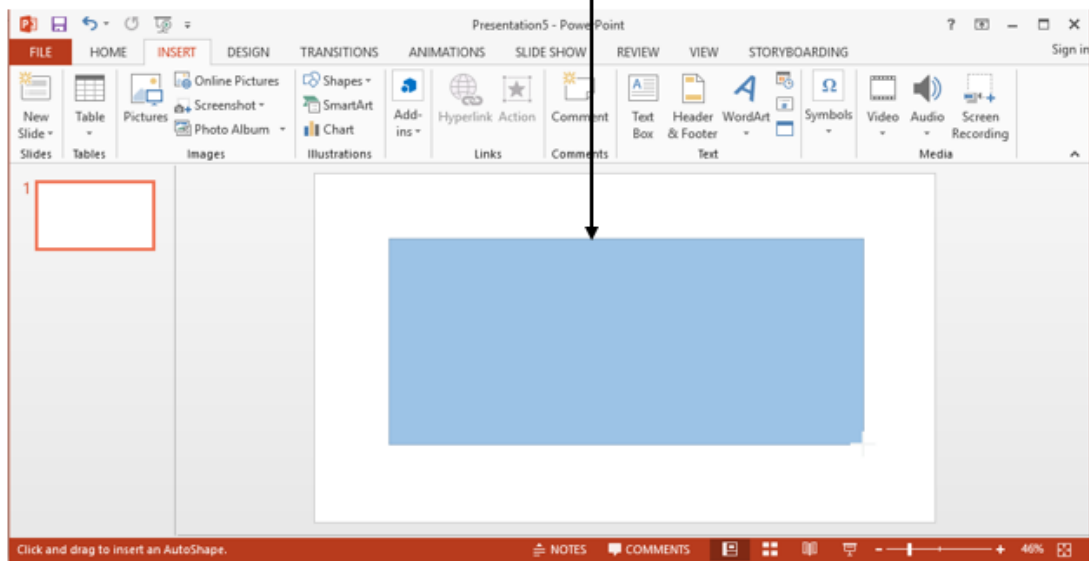 Presentation5 - PowerPoint
?
FILE HOME INSERT DESIGN TRANSITIONS ANIMATIONS SLIDE SHOW REVIEW VIEW STORYBOARDING Sign in
Online Pictures Shapes
Screenshot SmartArt
Photo Album Chart
New Slide Table Pictures Add-ins Hyperlink Action Comment Text Box Header & Footer WordArt Symbols Video Audio Screen Recording
Slides Tables Images Illustrations Links Comments Text Media
1
Click and drag to insert an AutoShape. NOTES COMMENTS 46%